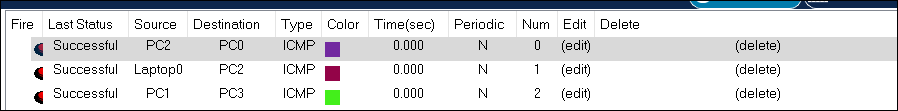 Fire Last Status Source Destination Type Color Time(sec) Periodic Num Edit Delete
Successful PC2 PC0 ICMP 0.000 N 0 (edit) (delete)
Successful Laptop0 PC2 ICMP 0.000 N 1 (edit) (delete)
Successful PC1 PC3 ICMP 0.000 N 2 (edit) (delete)